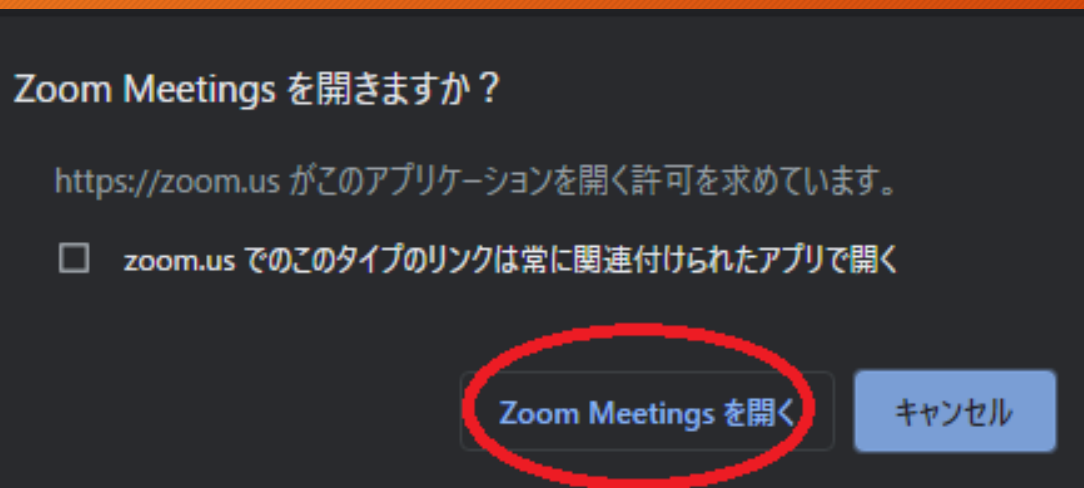 Zoom Meetings を開きますか？
https://zoom.us がこのアプリケーションを開く許可を求めています。
zoom.us でのこのタイプのリンクは常に関連付けられたアプリで開く
Zoom Meetings を開く
キャンセル